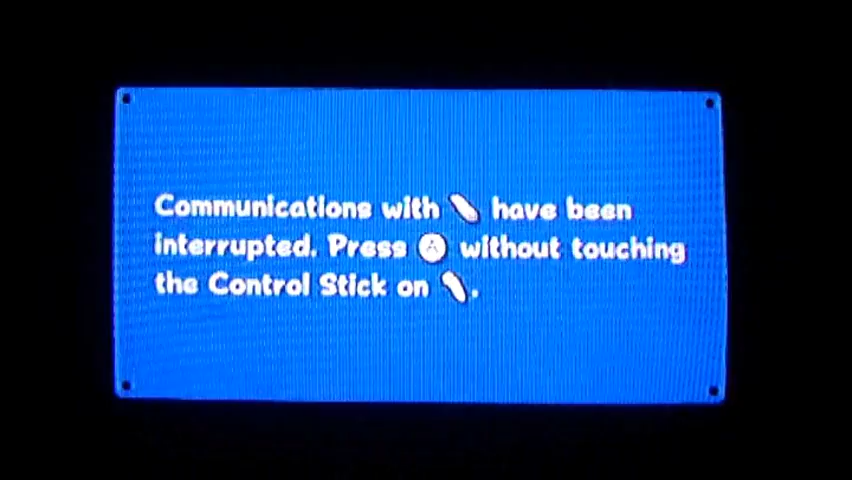 Communications with have been
interrupted. Press A without touching
the Control Stick on .